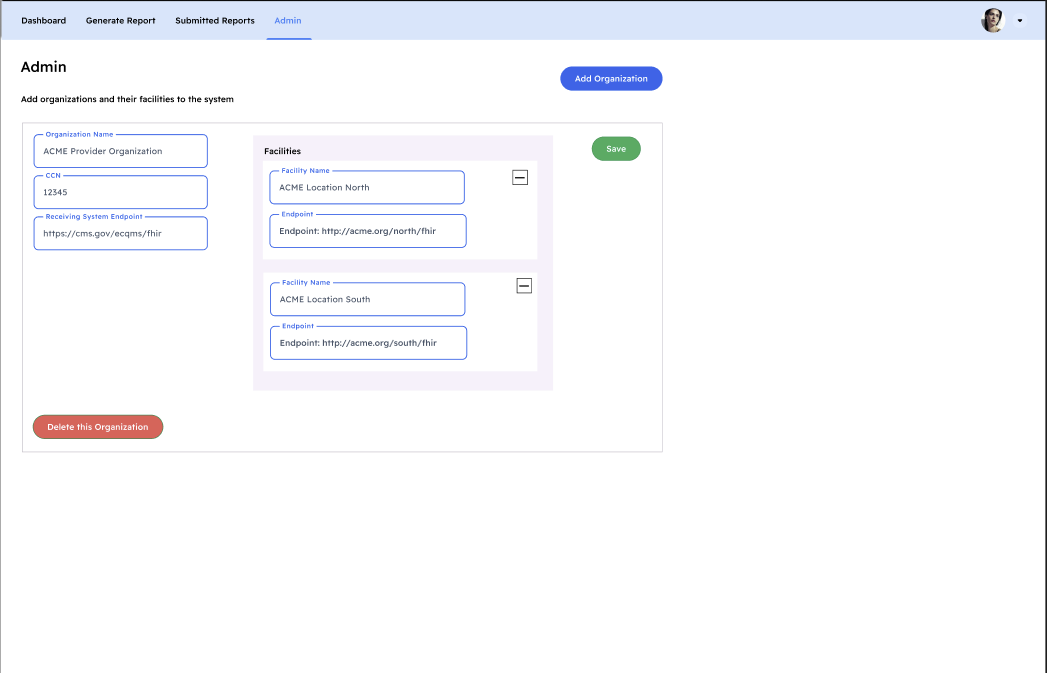 Dashboard
Generate Report
Submitted Reports
Admin
Admin
Add Organization
Add organizations and their facilities to the system
Organization Name
ACME Provider Organization
CCN
12345
Receiving System Endpoint
https://cms.gov/ecqms/fhir
Facilities
Facility Name
ACME Location North
Endpoint
Endpoint: http://acme.org/north/fhir
Facility Name
ACME Location South
Endpoint
Endpoint: http://acme.org/south/fhir
Save
Delete this Organization